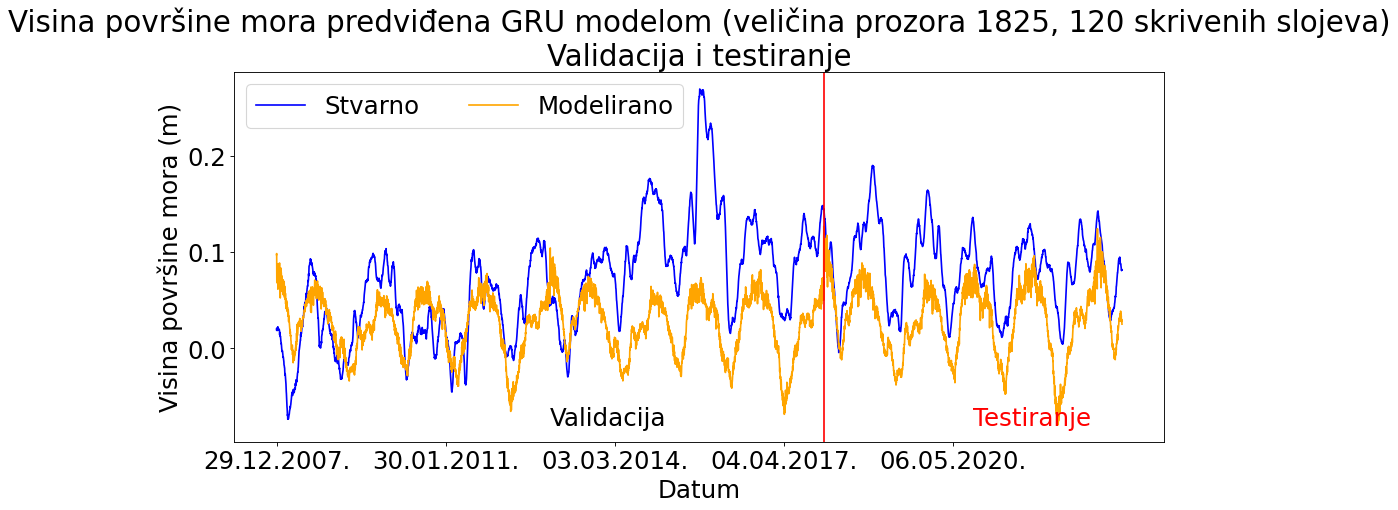 Visina površine mora predviđena GRU modelom (veličina prozora 1825, 120 skrivenih slojeva)
Validacija i testiranje
Stvarno
Modelirano
Visina površine mora (m)
0.2
0.1
0.0
Validacija
Testiranje
29.12.2007.
30.01.2011.
03.03.2014.
04.04.2017.
06.05.2020.
Datum